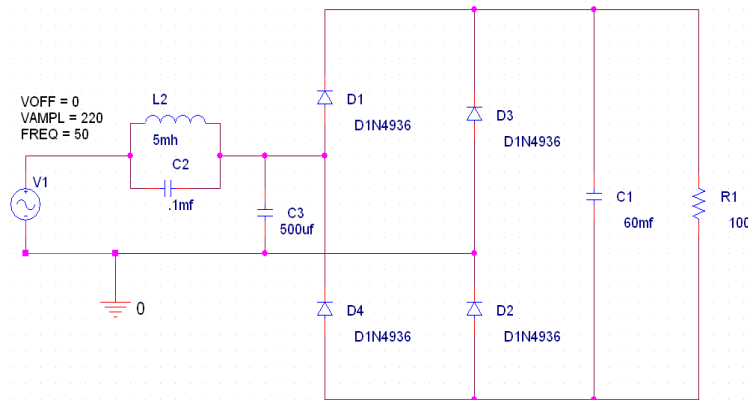 VOFF = 0
VAMPL = 220
FREQ = 50
V1
L2
5mh
C2
.1mf
C3
500uf
0
D1
D1N4936
D3
D1N4936
D4
D1N4936
D2
D1N4936
C1
60mf
R1
100